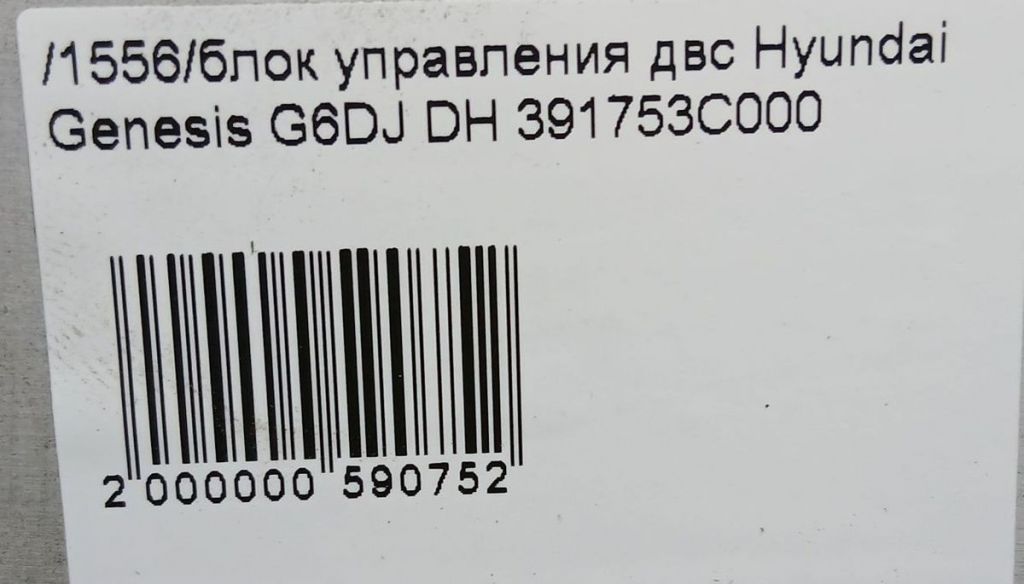 /1556/блок управления двс Hyundai
Genesis G6DJ DH 391753C000
2 000000 590752